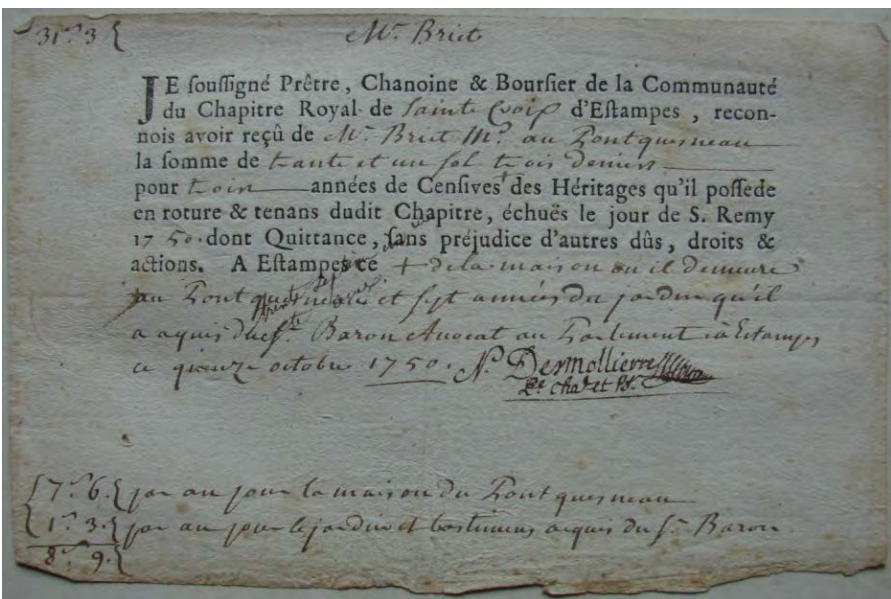 31ˢ 3 { Mʳ Briet
JE souſſigné Prêtre, Chanoine & Bourſier de la Communauté
du Chapitre Royal de Sainte Croix d'Eſtampes, recon-
nois avoir reçû de Mʳ Briet Mᵈ au Pontquesneau
la ſomme de trante et un sol trois deniers
pour trois années de Cenſives + des Héritages qu'il poſſede
en roture & tenans dudit Chapitre, échuës le jour de S. Remy
1750. dont Quittance, ſans préjudice d'autres dûs, droits &
actions. A Eſtampes ce + de la maison ou il demeure
au Pontquesneau et sept années du jardin qu'il
a aquis du sʳ Baron Avocat au Parlement à Estampes
ce quinze octobre 1750. N. Desmollierre
chaⁿ et
{ 7ˢ 6. { par an pour la maison du Pont quesneau
{ 1ˢ 3. { par an pour le jardin et bastimens aquis du sʳ Baron
8ˢ 9. {